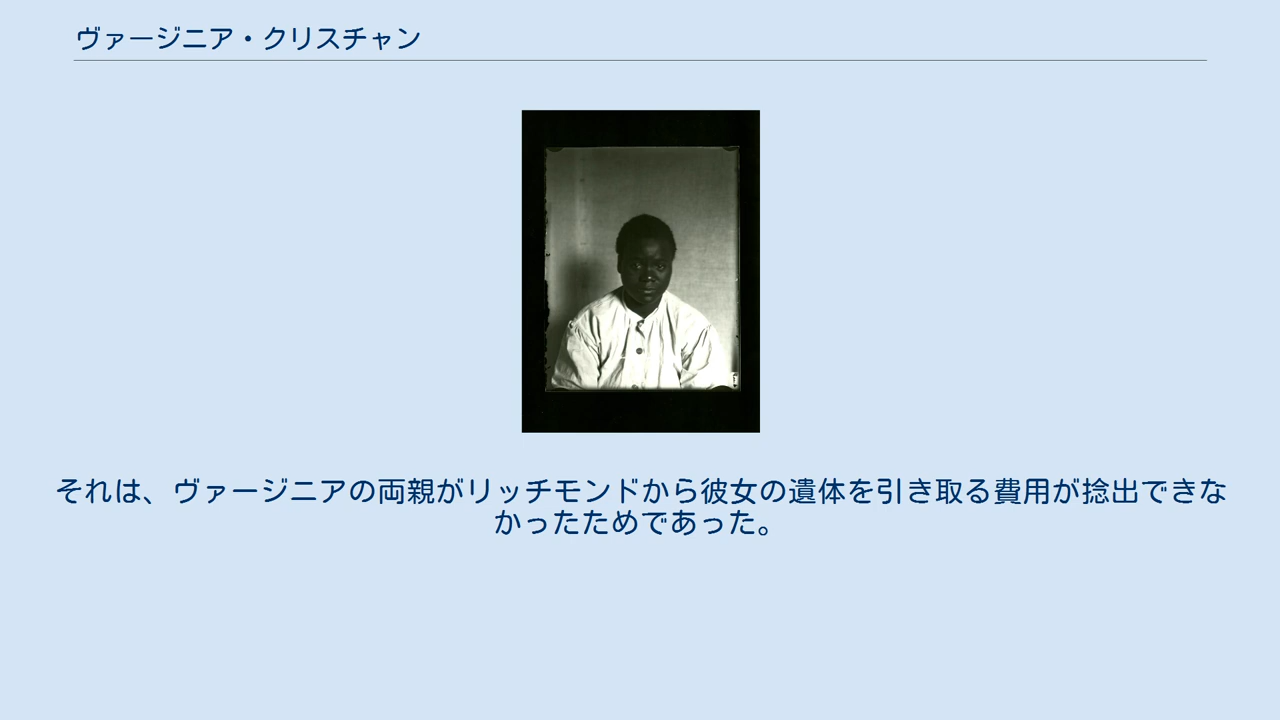 ヴァージニア・クリスチャン
それは、ヴァージニアの両親がリッチモンドから彼女の遺体を引き取る費用が捻出できな
かったためであった。